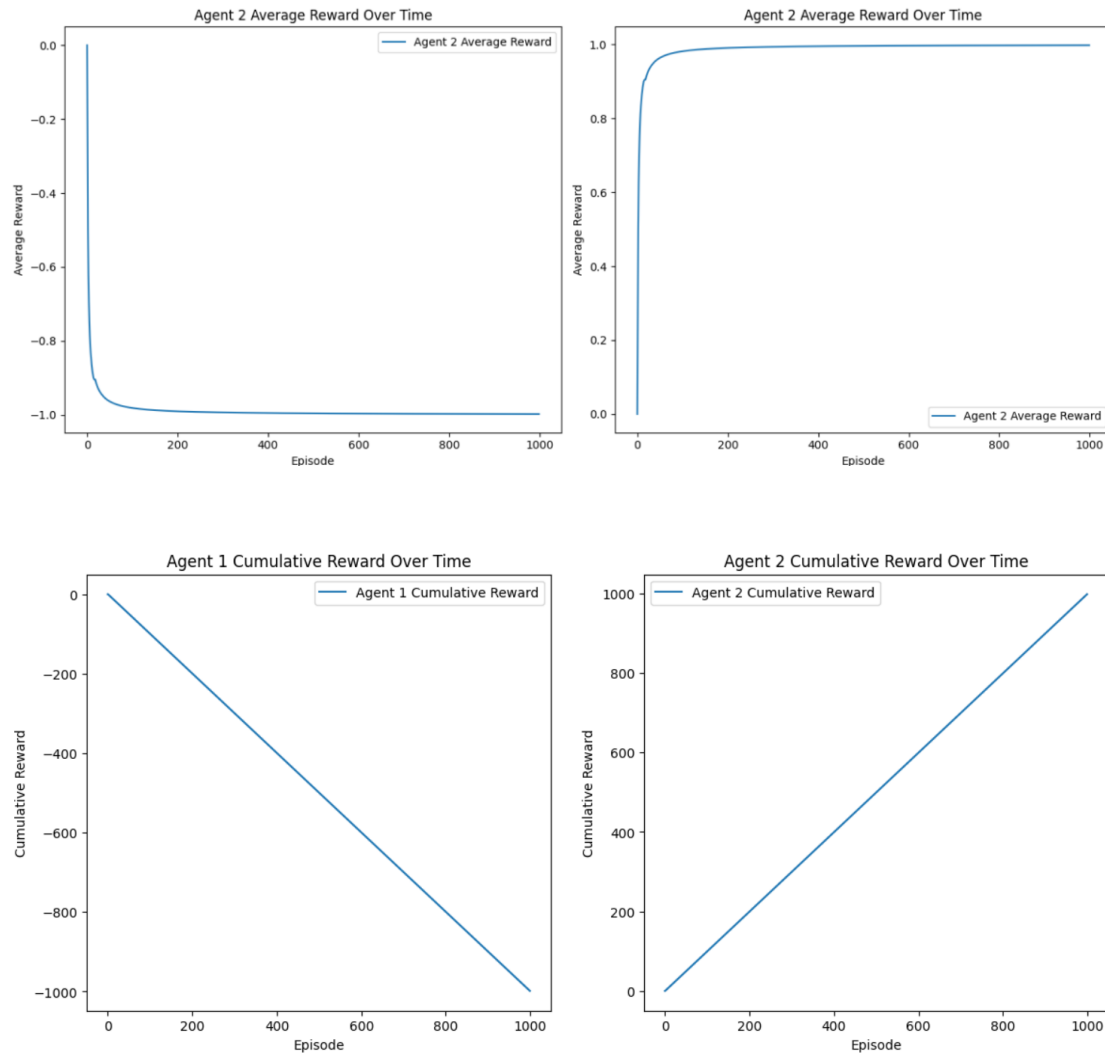 Agent 2 Average Reward Over Time
Agent 2 Average Reward
Average Reward
0.0
−0.2
−0.4
−0.6
−0.8
−1.0
0 200 400 600 800 1000
Episode
Agent 2 Average Reward Over Time
Agent 2 Average Reward
Average Reward
1.0
0.8
0.6
0.4
0.2
0.0
0 200 400 600 800 1000
Episode
Agent 1 Cumulative Reward Over Time
Agent 1 Cumulative Reward
Cumulative Reward
0
−200
−400
−600
−800
−1000
0 200 400 600 800 1000
Episode
Agent 2 Cumulative Reward Over Time
Agent 2 Cumulative Reward
Cumulative Reward
1000
800
600
400
200
0
0 200 400 600 800 1000
Episode